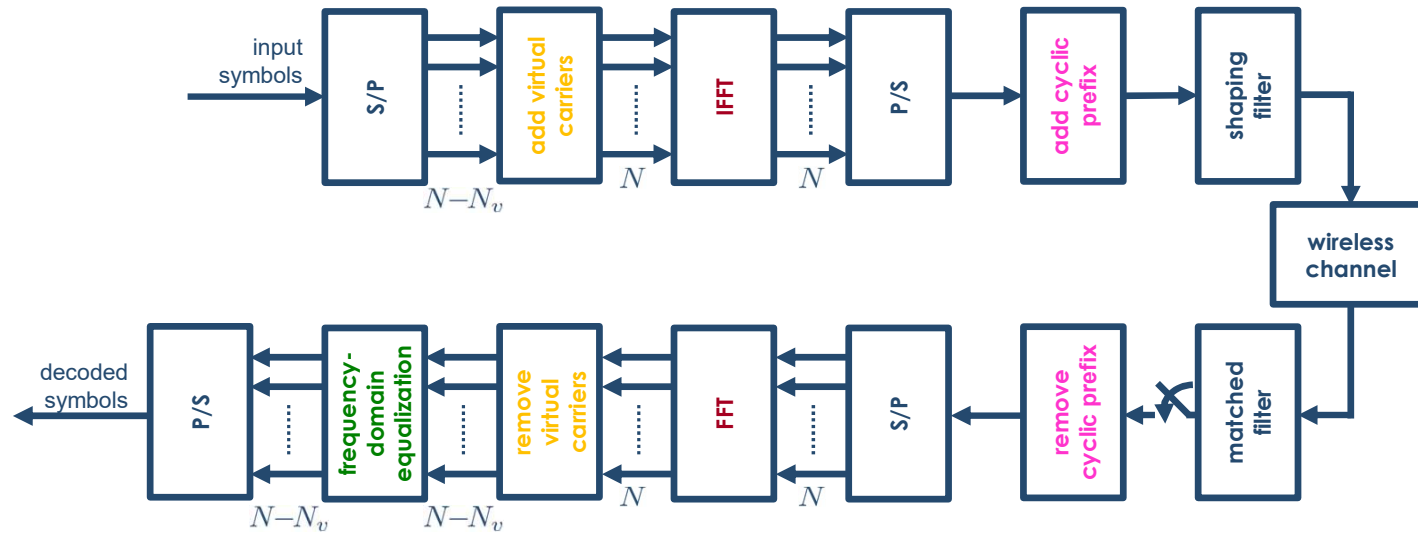 input
symbols
S/P
add virtual
carriers
IFFT
P/S
add cyclic
prefix
shaping
filter
N−N_v
N
N
wireless
channel
decoded
symbols
P/S
frequency-
domain
equalization
remove
virtual
carriers
FFT
S/P
remove
cyclic prefix
matched
filter
N−N_v
N−N_v
N
N